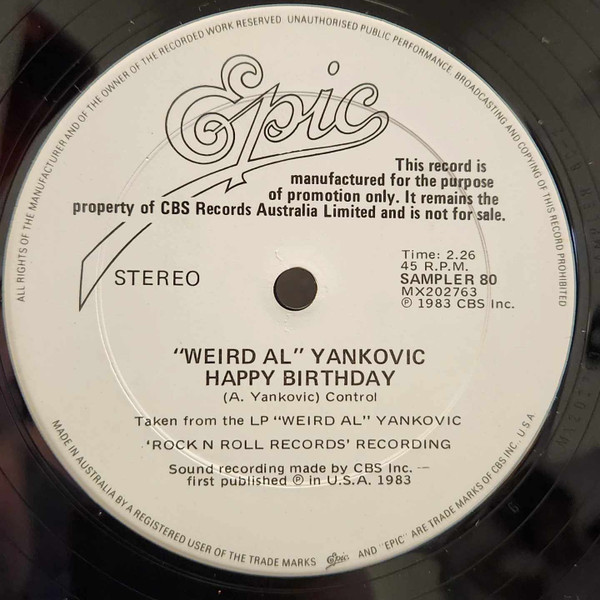 ALL RIGHTS OF THE MANUFACTURER AND OF THE OWNER OF THE RECORDED WORK RESERVED UNAUTHORISED PUBLIC PERFORMANCE, BROADCASTING AND COPYING OF THIS RECORD PROHIBITED
Epic
This record is
manufactured for the purpose
of promotion only. It remains the
property of CBS Records Australia Limited and is not for sale.
STEREO
Time: 2.26
45 R.P.M.
SAMPLER 80
MX202763
℗ 1983 CBS Inc.
"WEIRD AL" YANKOVIC
HAPPY BIRTHDAY
(A. Yankovic) Control
Taken from the LP "WEIRD AL" YANKOVIC
'ROCK N ROLL RECORDS' RECORDING
Sound recording made by CBS Inc. —
first published ℗ in U.S.A. 1983
MADE IN AUSTRALIA BY A REGISTERED USER OF THE TRADE MARKS Epic AND "EPIC" ARE TRADE MARKS OF CBS INC. U S A